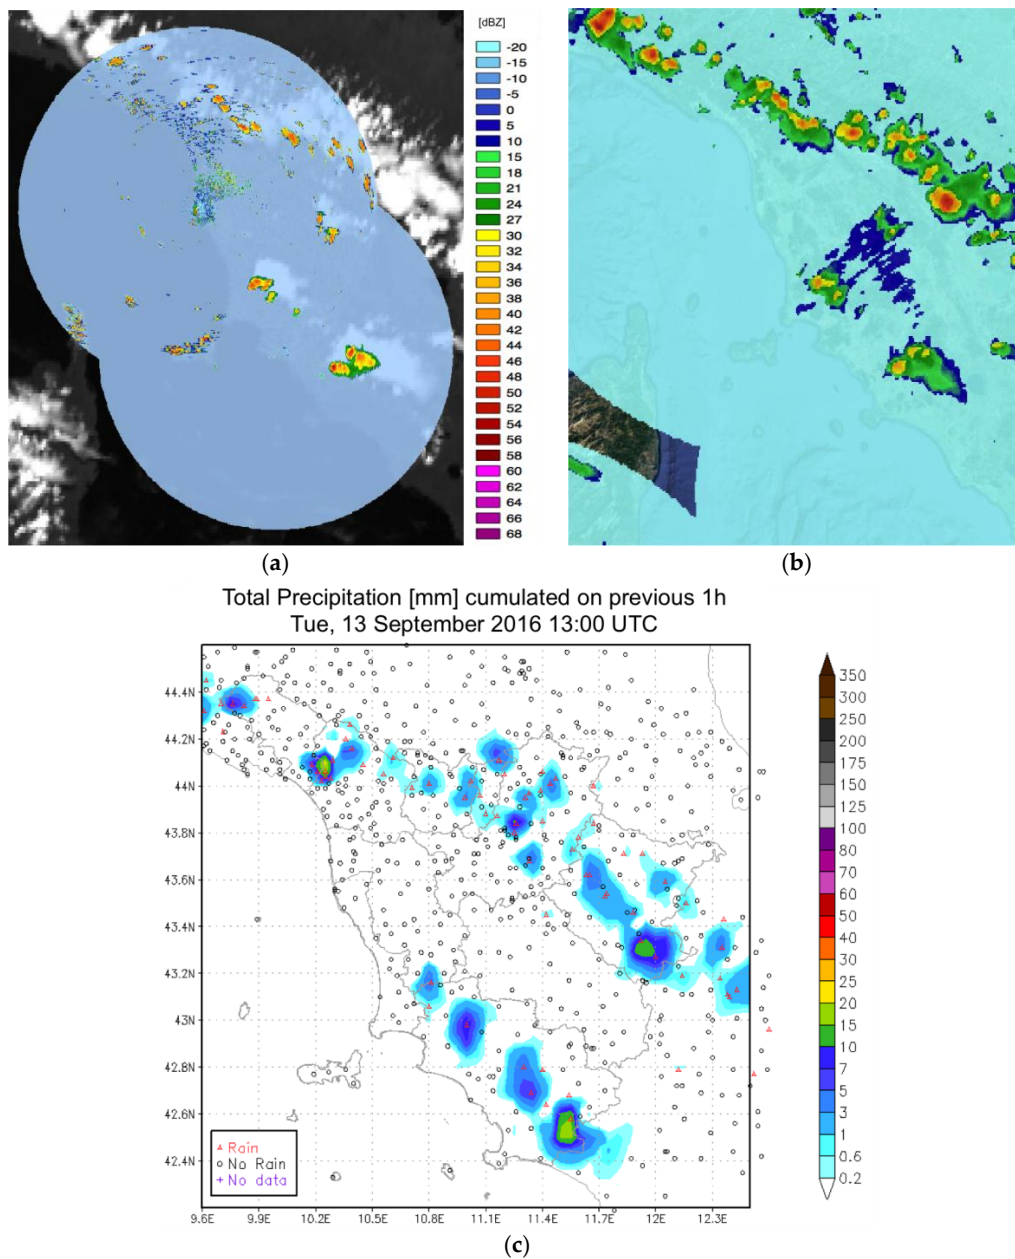 [dBZ]
-20
-15
-10
-5
0
5
10
15
18
21
24
27
30
32
34
36
38
40
42
44
46
48
50
52
54
56
58
60
62
64
66
68
(a)
(b)
Total Precipitation [mm] cumulated on previous 1h
Tue, 13 September 2016 13:00 UTC
44.4N
44.2N
44N
43.8N
43.6N
43.4N
43.2N
43N
42.8N
42.6N
42.4N
Rain
No Rain
No data
9.6E 9.9E 10.2E 10.5E 10.8E 11.1E 11.4E 11.7E 12E 12.3E
350
300
250
200
175
150
125
100
80
70
60
50
40
30
25
20
15
10
7
5
3
1
0.6
0.2
(c)